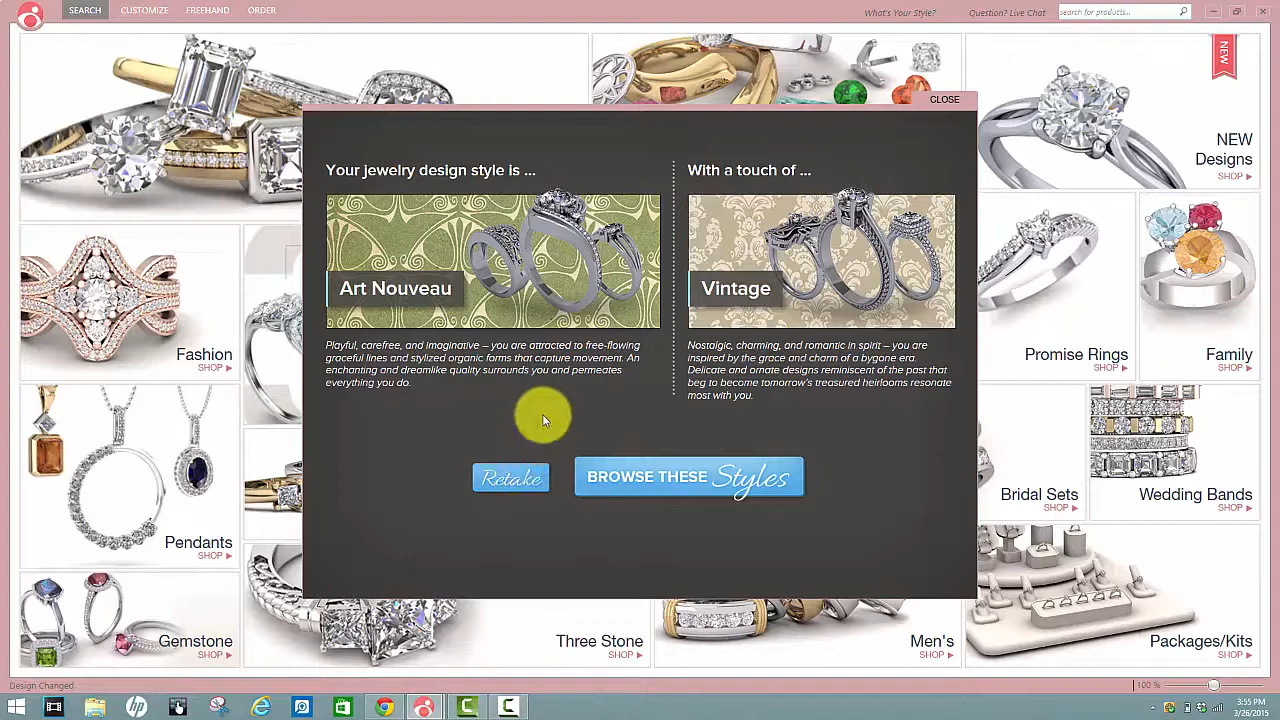 SEARCH CUSTOMIZE FREEHAND ORDER
What's Your Style? Question? Live Chat search for products...
NEW
NEW
Designs
SHOP
CLOSE
Your jewelry design style is ...
With a touch of ...
Art Nouveau
Vintage
Playful, carefree, and imaginative – you are attracted to free-flowing
graceful lines and stylized organic forms that capture movement. An
enchanting and dreamlike quality surrounds you and permeates
everything you do.
Nostalgic, charming, and romantic in spirit – you are
inspired by the grace and charm of a bygone era.
Delicate and ornate designs reminiscent of the past that
beg to become tomorrow's treasured heirlooms resonate
most with you.
Retake
BROWSE THESE Styles
Fashion
SHOP
Promise Rings
SHOP
Family
SHOP
Pendants
SHOP
Bridal Sets
SHOP
Wedding Bands
SHOP
Gemstone
SHOP
Three Stone
SHOP
Men's
SHOP
Packages/Kits
SHOP
Design Changed
100 %
hp
3:55 PM
3/26/2015